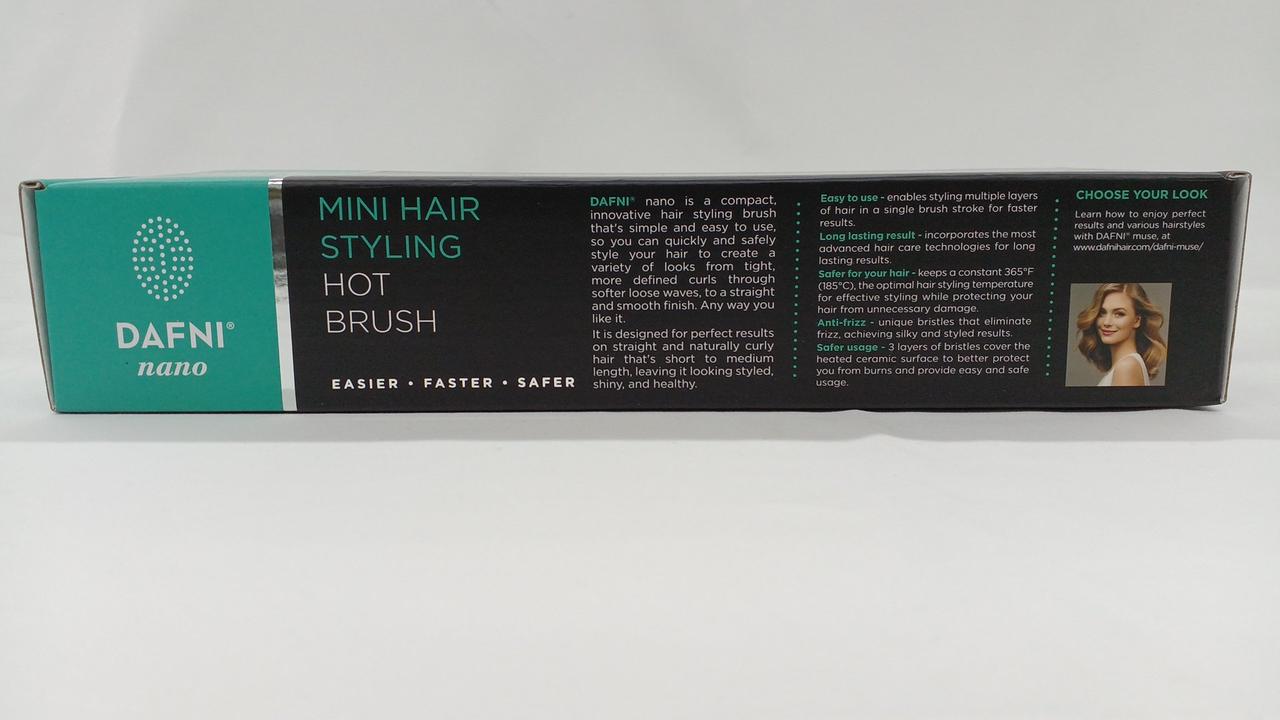 DAFNI®
nano
MINI HAIR
STYLING
HOT
BRUSH
EASIER • FASTER • SAFER
DAFNI® nano is a compact,
innovative hair styling brush
that's simple and easy to use,
so you can quickly and safely
style your hair to create a
variety of looks from tight,
more defined curls through
softer loose waves, to a straight
and smooth finish. Any way you
like it.
It is designed for perfect results
on straight and naturally curly
hair that's short to medium
length, leaving it looking styled,
shiny, and healthy.
Easy to use - enables styling multiple layers
of hair in a single brush stroke for faster
results.
Long lasting result - incorporates the most
advanced hair care technologies for long
lasting results.
Safer for your hair - keeps a constant 365°F
(185°C), the optimal hair styling temperature
for effective styling while protecting your
hair from unnecessary damage.
Anti-frizz - unique bristles that eliminate
frizz, achieving silky and styled results.
Safer usage - 3 layers of bristles cover the
heated ceramic surface to better protect
you from burns and provide easy and safe
usage.
CHOOSE YOUR LOOK
Learn how to enjoy perfect
results and various hairstyles
with DAFNI® muse, at
www.dafnihair.com/dafni-muse/